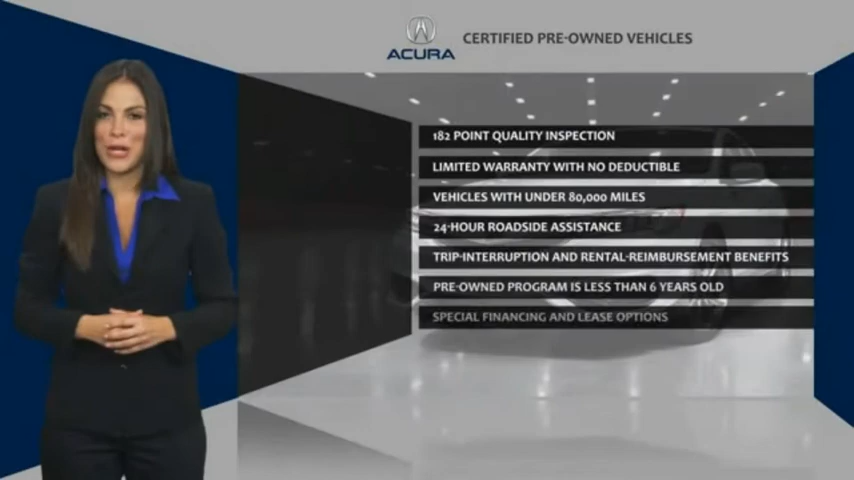 ACURA
CERTIFIED PRE-OWNED VEHICLES
182 POINT QUALITY INSPECTION
LIMITED WARRANTY WITH NO DEDUCTIBLE
VEHICLES WITH UNDER 80,000 MILES
24-HOUR ROADSIDE ASSISTANCE
TRIP-INTERRUPTION AND RENTAL-REIMBURSEMENT BENEFITS
PRE-OWNED PROGRAM IS LESS THAN 6 YEARS OLD
SPECIAL FINANCING AND LEASE OPTIONS